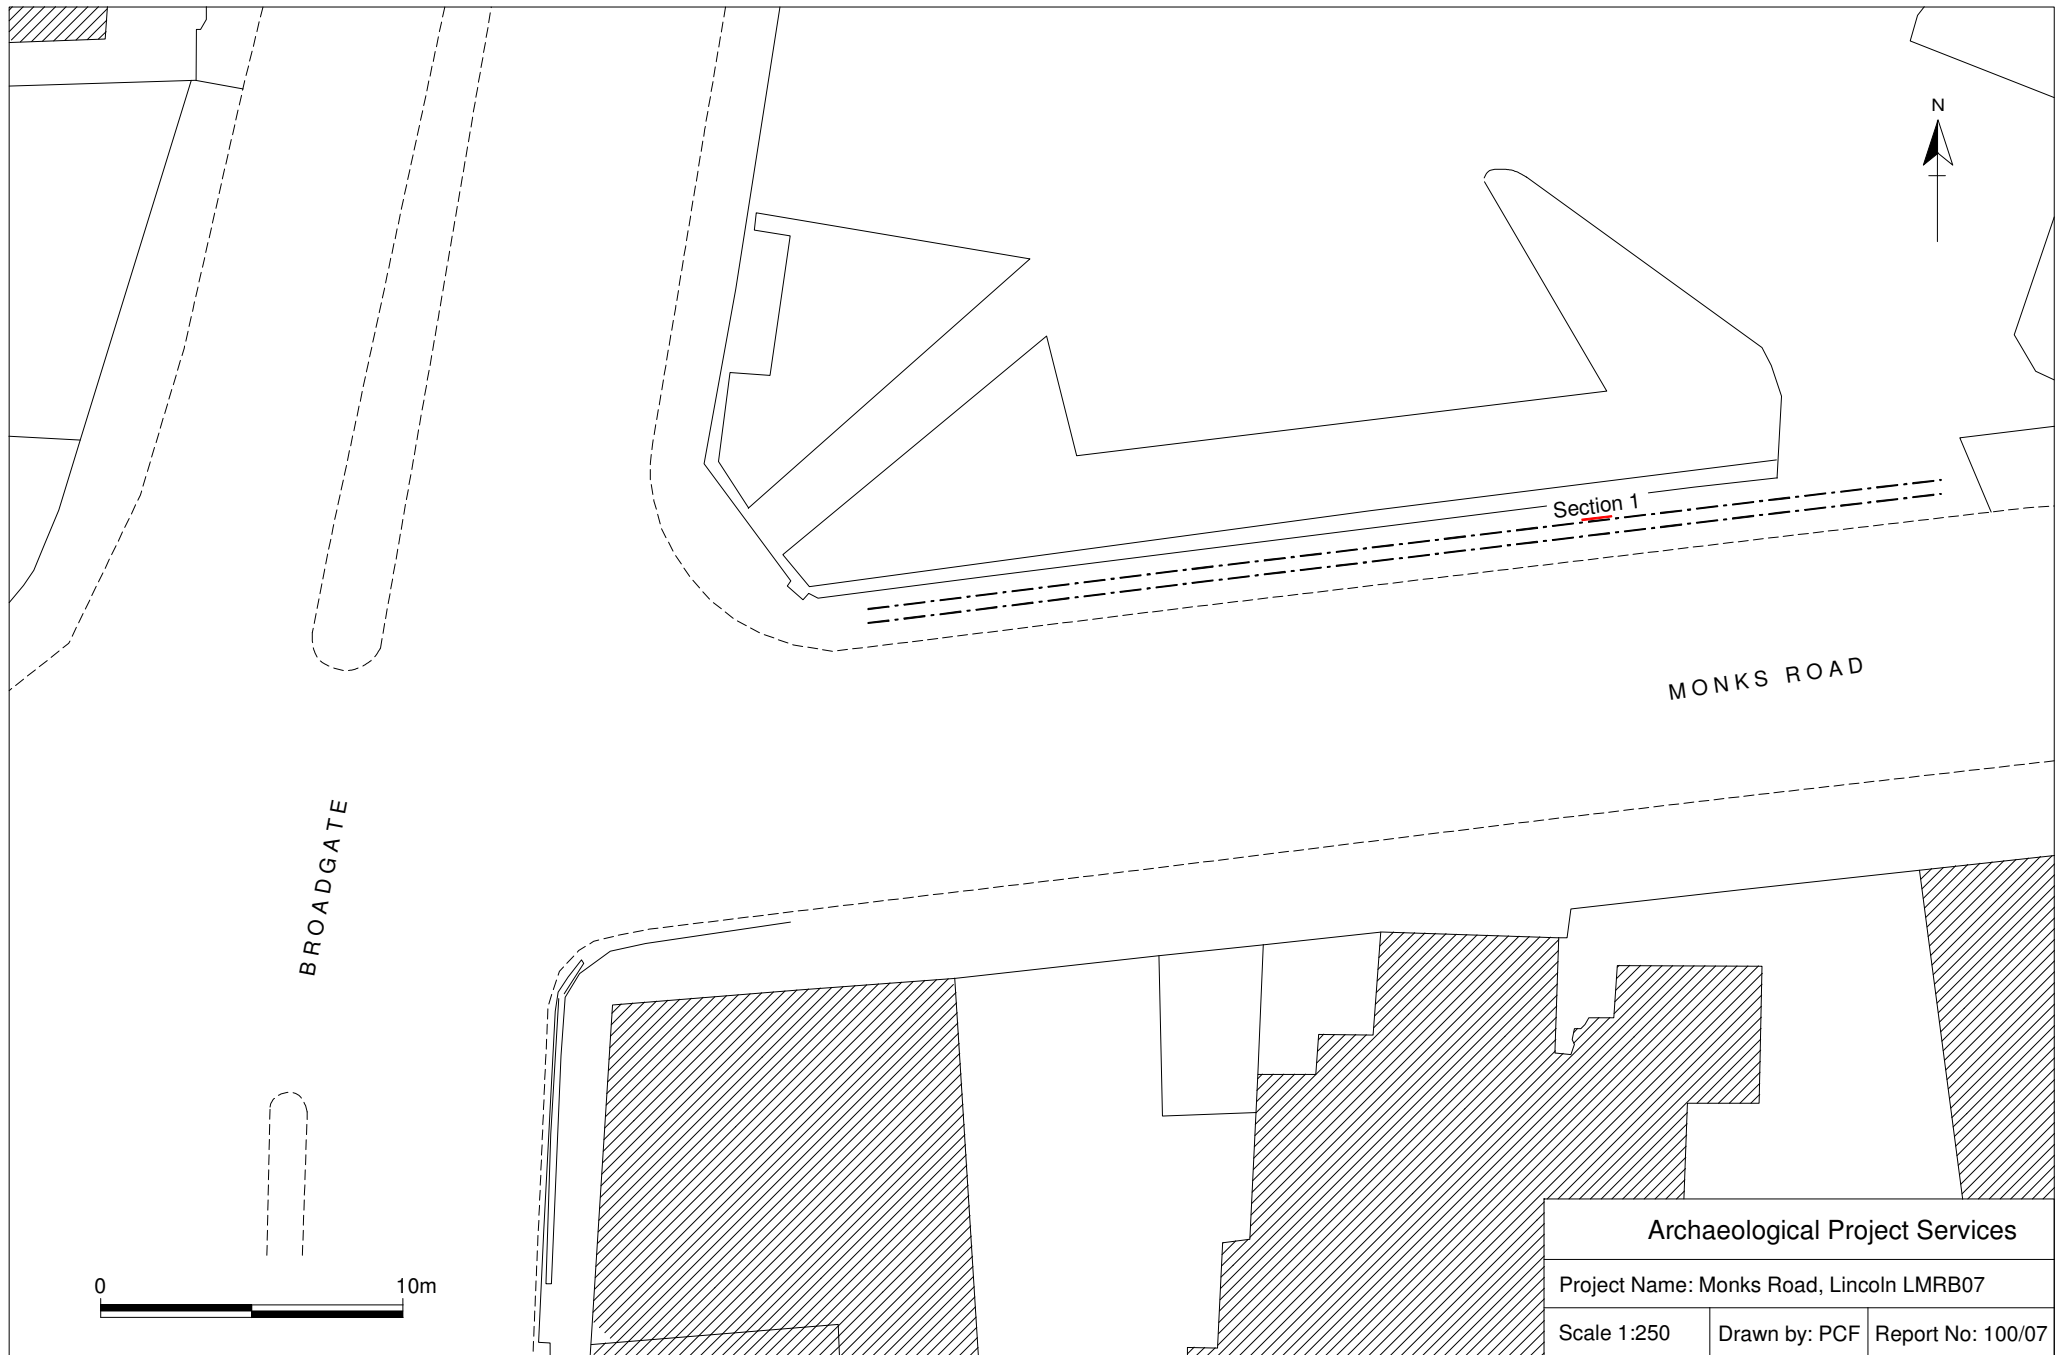 N
Section 1
MONKS ROAD
BROADGATE
0 10m
Archaeological Project Services
Project Name: Monks Road, Lincoln LMRB07
Scale 1:250
Drawn by: PCF
Report No: 100/07